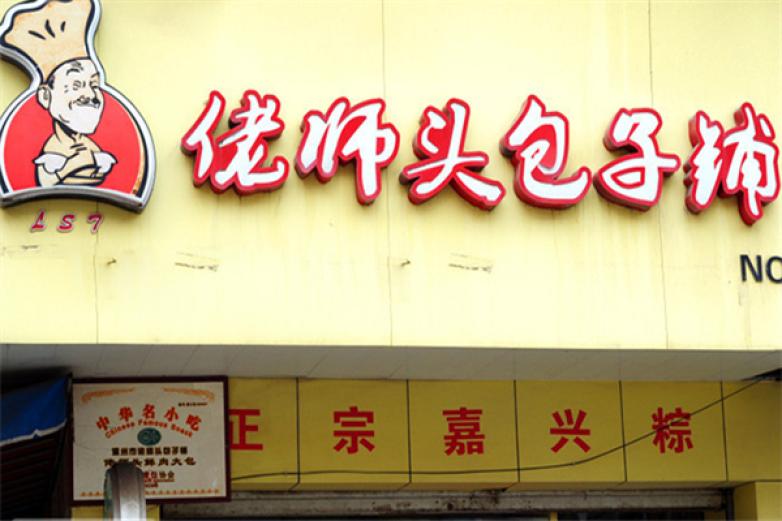 佬师头包子铺
LST
NO
中华名小吃
Chinese Famous Snack
正宗嘉兴粽